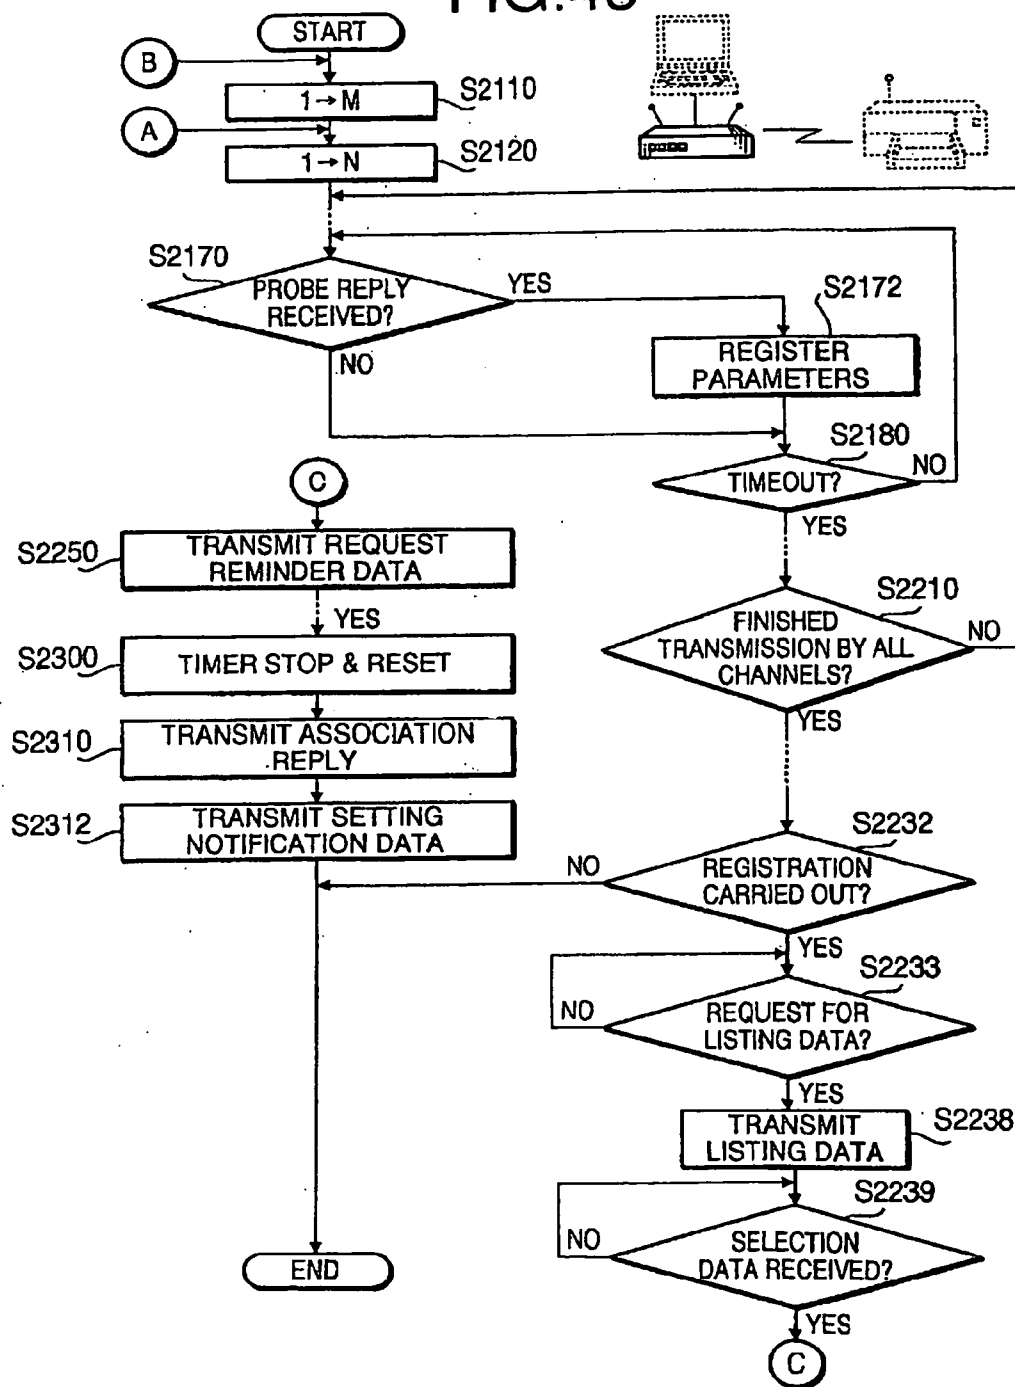 START
B
S2110
1→M
A
S2120
1→N
S2170
PROBE REPLY
RECEIVED?
YES
S2172
REGISTER
PARAMETERS
NO
S2180
TIMEOUT?
NO
YES
C
S2250
TRANSMIT REQUEST
REMINDER DATA
YES
S2210
FINISHED
TRANSMISSION BY ALL
CHANNELS?
NO
YES
S2300
TIMER STOP & RESET
S2310
TRANSMIT ASSOCIATION
REPLY
S2312
TRANSMIT SETTING
NOTIFICATION DATA
S2232
REGISTRATION
CARRIED OUT?
NO
YES
S2233
REQUEST FOR
LISTING DATA?
NO
YES
S2238
TRANSMIT
LISTING DATA
S2239
SELECTION
DATA RECEIVED?
NO
YES
C
END